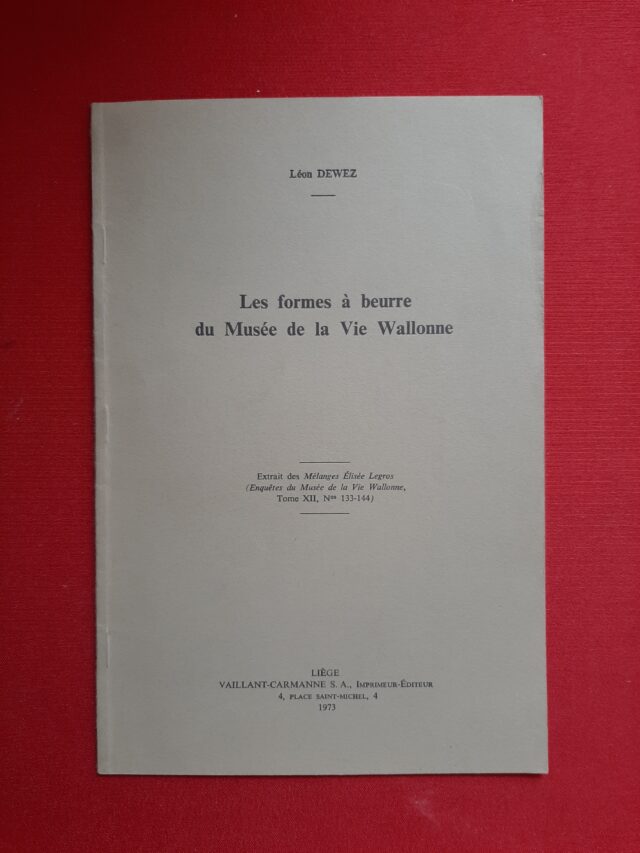 Léon DEWEZ
Les formes à beurre
du Musée de la Vie Wallonne
Extrait des Mélanges Élisée Legros
(Enquêtes du Musée de la Vie Wallonne,
Tome XII, Nos 133-144)
LIÈGE
VAILLANT-CARMANNE S. A., IMPRIMEUR-ÉDITEUR
4, PLACE SAINT-MICHEL, 4
1973